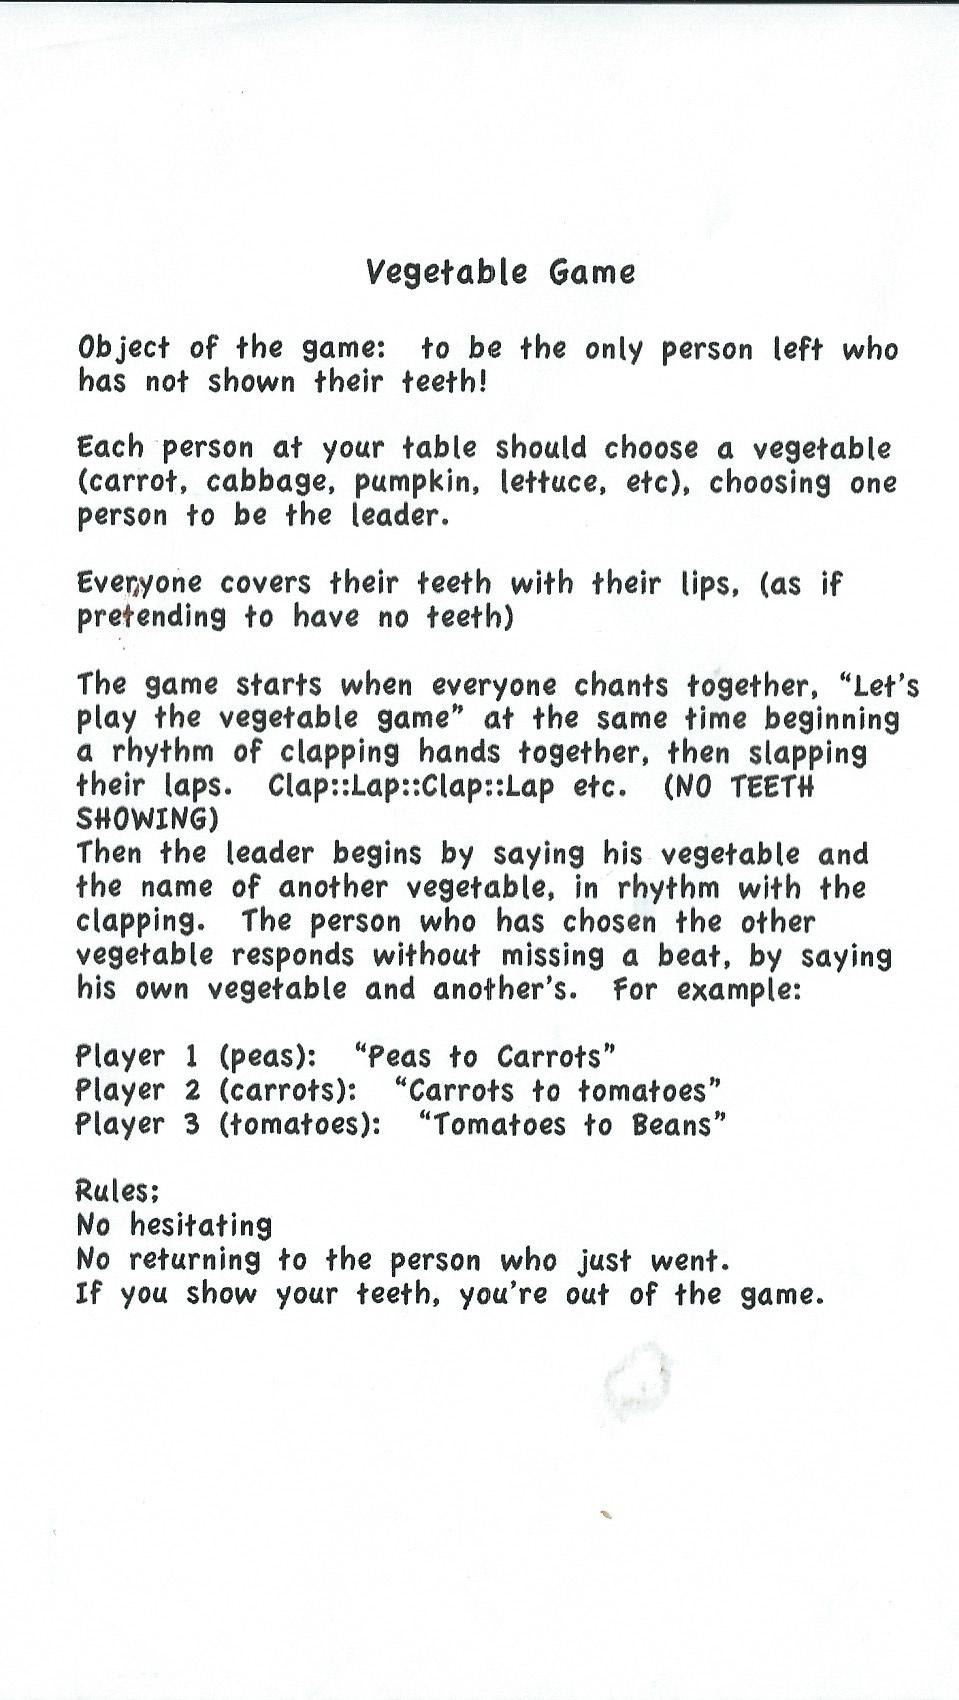 Vegetable Game
Object of the game:  to be the only person left who
has not shown their teeth!
Each person at your table should choose a vegetable
(carrot, cabbage, pumpkin, lettuce, etc), choosing one
person to be the leader.
Everyone covers their teeth with their lips, (as if
pretending to have no teeth)
The game starts when everyone chants together, “Let’s
play the vegetable game” at the same time beginning
a rhythm of clapping hands together, then slapping
their laps.  Clap::Lap::Clap::Lap etc.  (NO TEETH
SHOWING)
Then the leader begins by saying his vegetable and
the name of another vegetable, in rhythm with the
clapping.  The person who has chosen the other
vegetable responds without missing a beat, by saying
his own vegetable and another’s.  For example:
Player 1 (peas):  “Peas to Carrots”
Player 2 (carrots):  “Carrots to tomatoes”
Player 3 (tomatoes):  “Tomatoes to Beans”
Rules;
No hesitating
No returning to the person who just went.
If you show your teeth, you’re out of the game.